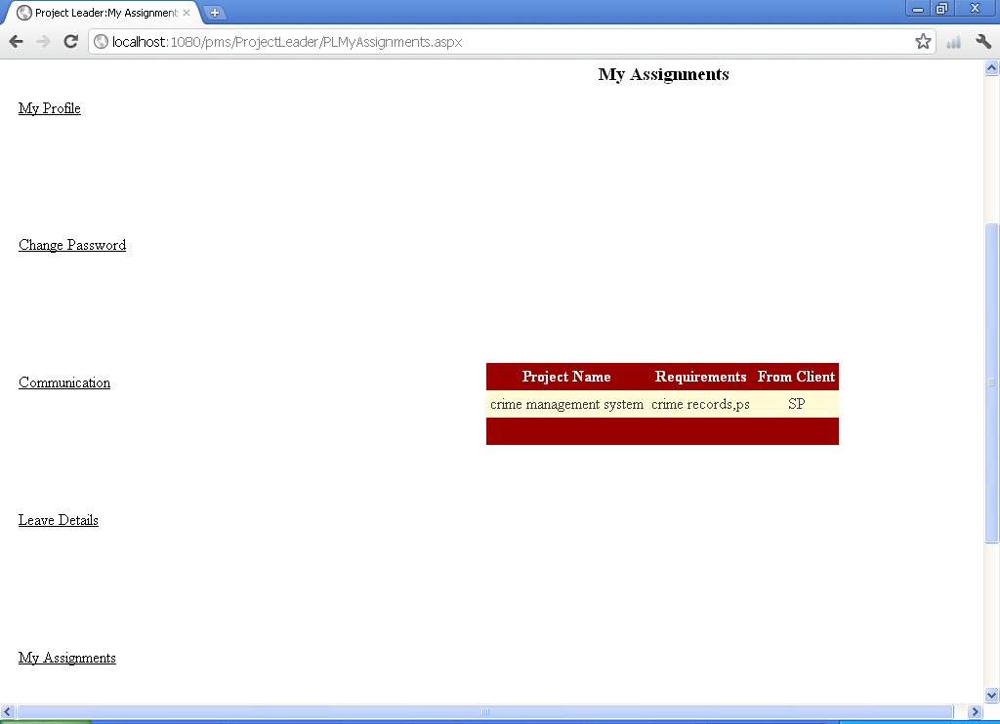 Project Leader:My Assignment
localhost:1080/pms/ProjectLeader/PLMyAssignments.aspx
My Assignments
My Profile
Change Password
Communication
Project Name Requirements From Client
crime management system crime records,ps SP
Leave Details
My Assignments